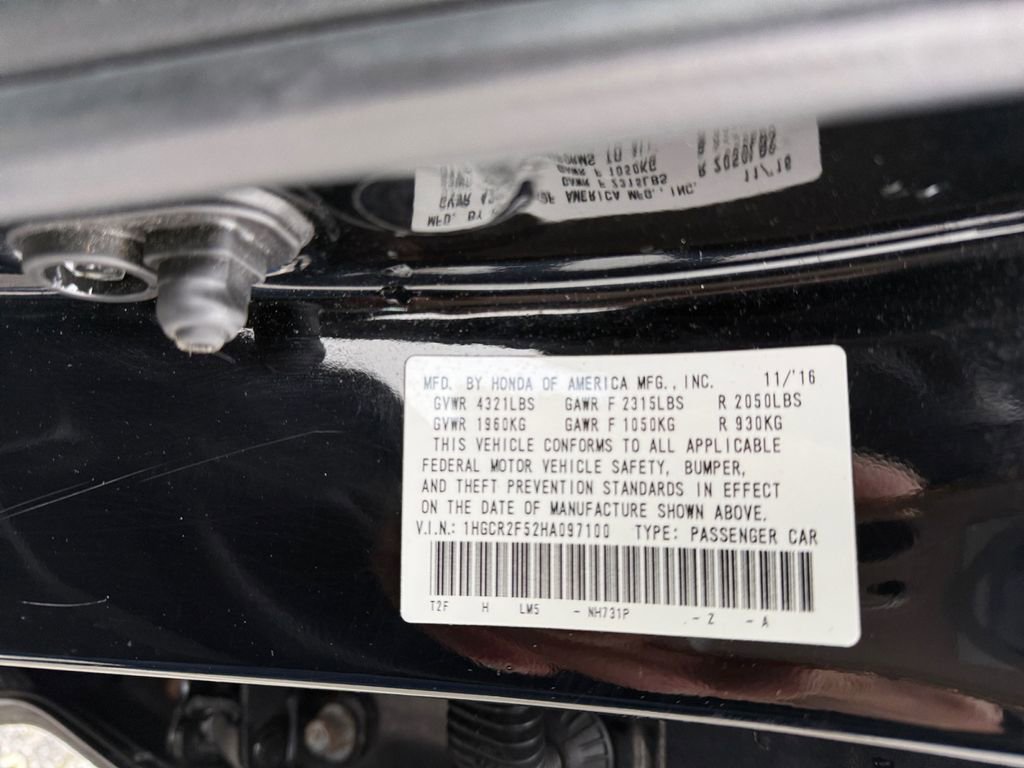 MFD. BY HONDA OF AMERICA MFG., INC. 11/'16
GVWR 4321LBS GAWR F 2315LBS R 2050LBS
GVWR 1960KG GAWR F 1050KG R 930KG
THIS VEHICLE CONFORMS TO ALL APPLICABLE
FEDERAL MOTOR VEHICLE SAFETY, BUMPER,
AND THEFT PREVENTION STANDARDS IN EFFECT
ON THE DATE OF MANUFACTURE SHOWN ABOVE.
V.I.N.: 1HGCR2F52HA097100 TYPE: PASSENGER CAR
T2F H LM5 - NH731P - Z - A